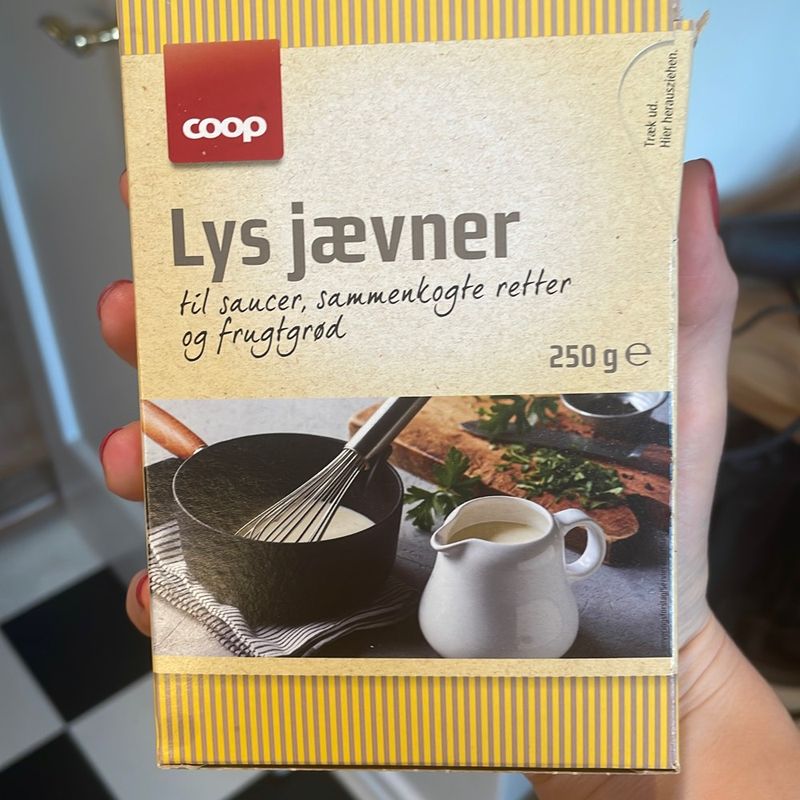 coop
Træk ud.
Hier herausziehen.
Lys jævner
til saucer, sammenkogte retter
og frugtgrød
250 g e